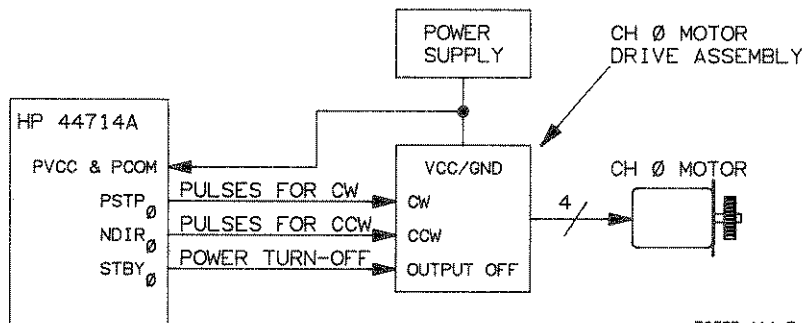 POWER
SUPPLY
CH Ø MOTOR
DRIVE ASSEMBLY
HP 44714A
PVCC & PCOM
PSTPØ
NDIRØ
STBYØ
PULSES FOR CW
PULSES FOR CCW
POWER TURN-OFF
VCC/GND
CW
CCW
OUTPUT OFF
4
CH Ø MOTOR